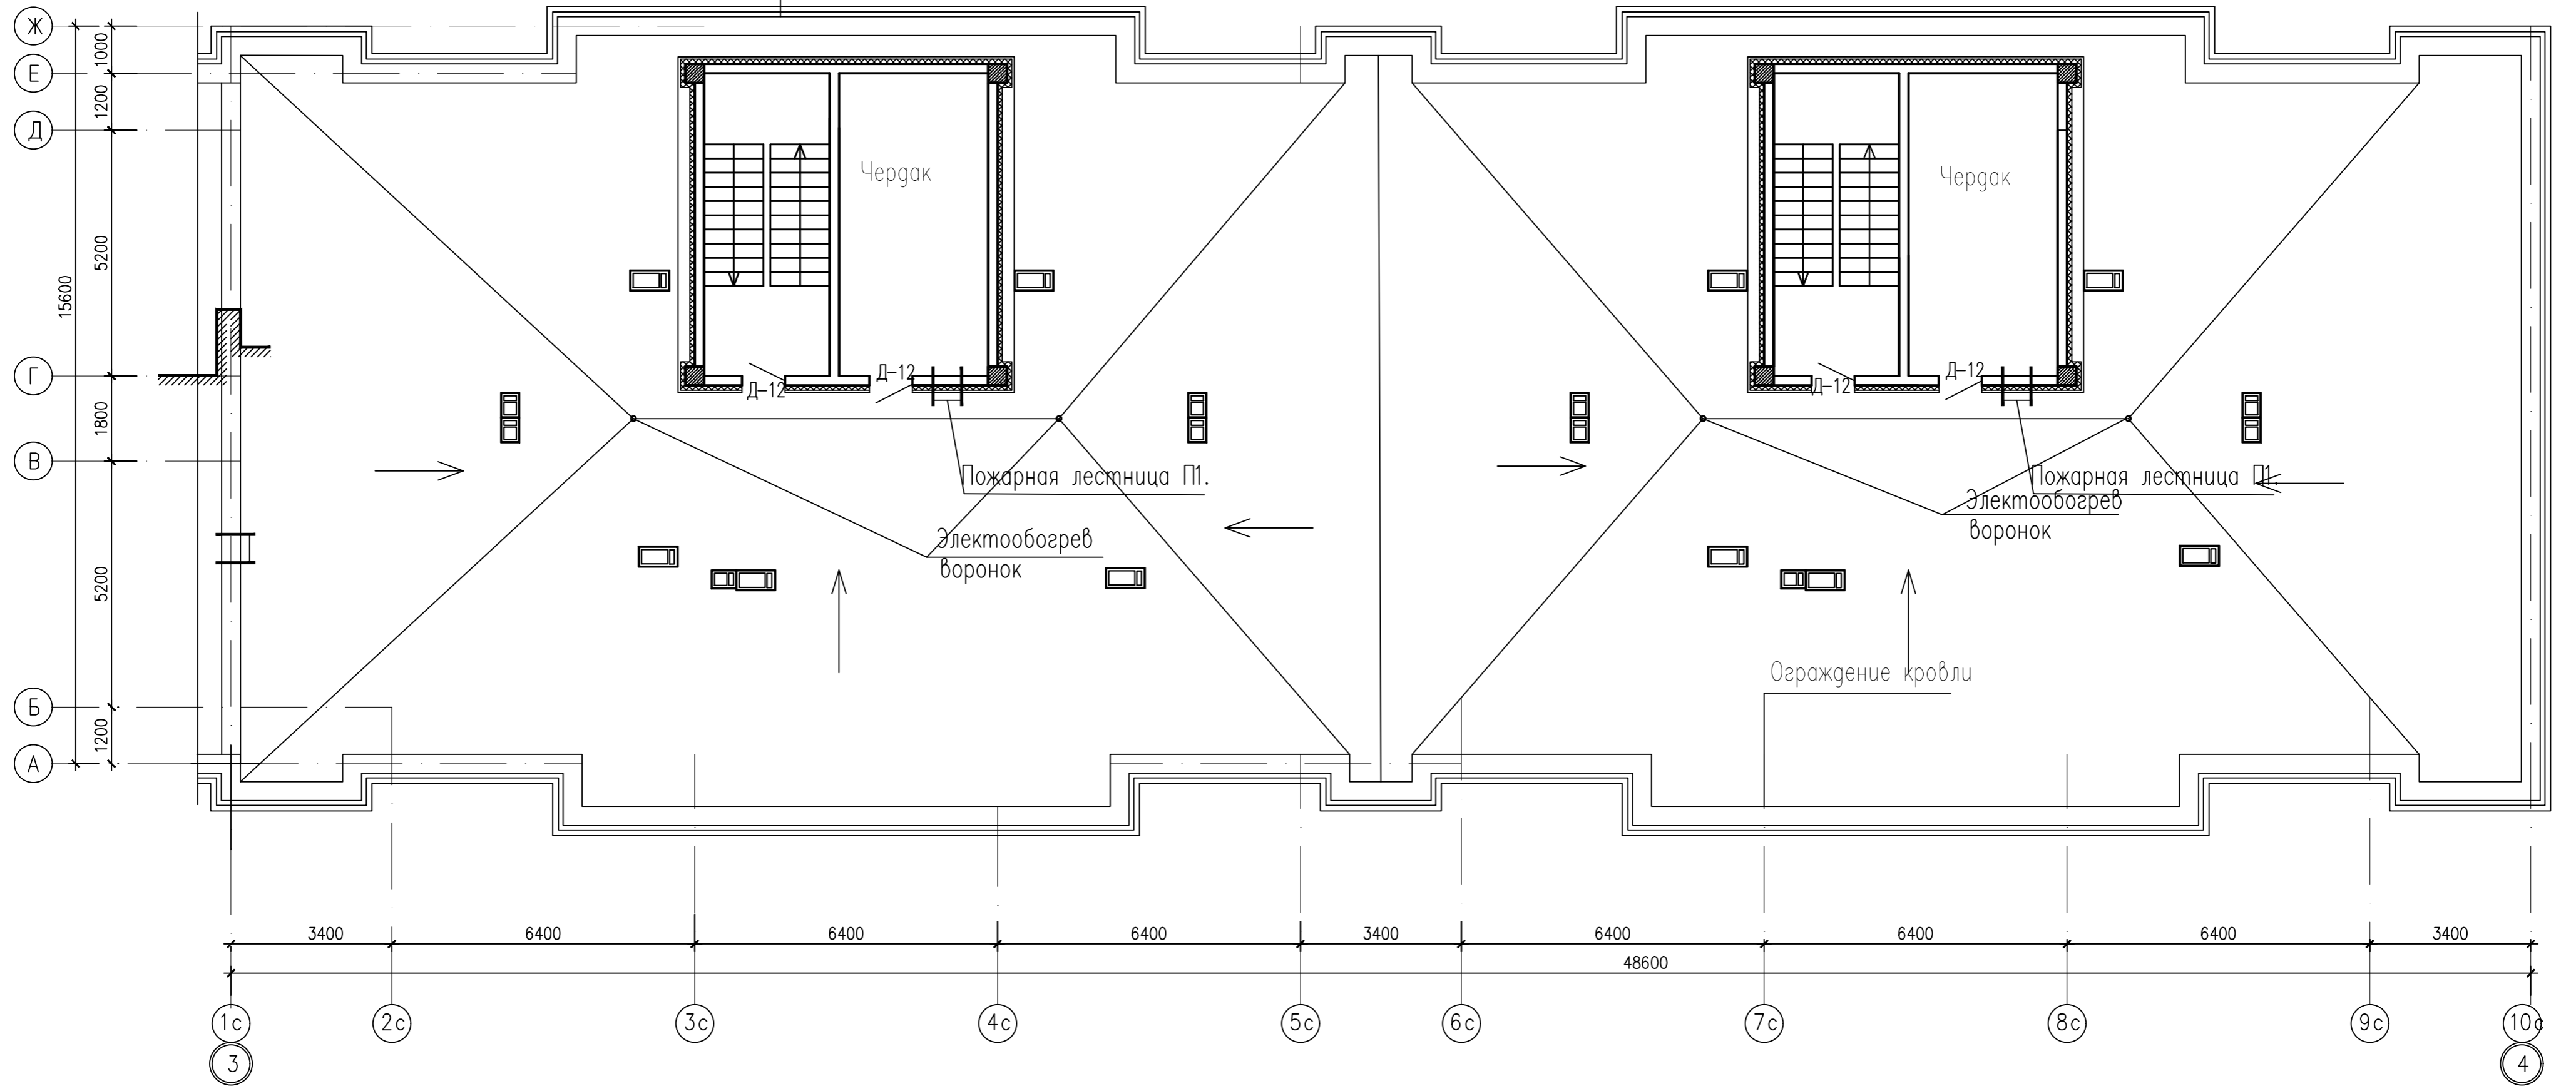 Ж
1000
Е
1200
Д
Чердак
Чердак
5200
15600
Г
Д-12
Д-12
Д-12
Д-12
1800
В
Пожарная лестница П1.
Пожарная лестница П1.
Электообогрев
воронок
Электообогрев
воронок
5200
Ограждение кровли
Б
1200
А
3400
6400
6400
6400
3400
6400
6400
6400
3400
48600
1с
2с
3с
4с
5с
6с
7с
8с
9с
10с
3
4